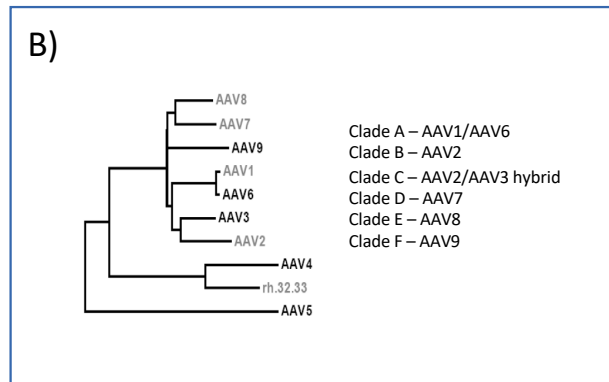 B)
AAV8
AAV7
AAV9
AAV1
AAV6
AAV3
AAV2
AAV4
rh.32.33
AAV5
Clade A – AAV1/AAV6
Clade B – AAV2
Clade C – AAV2/AAV3 hybrid
Clade D – AAV7
Clade E – AAV8
Clade F – AAV9